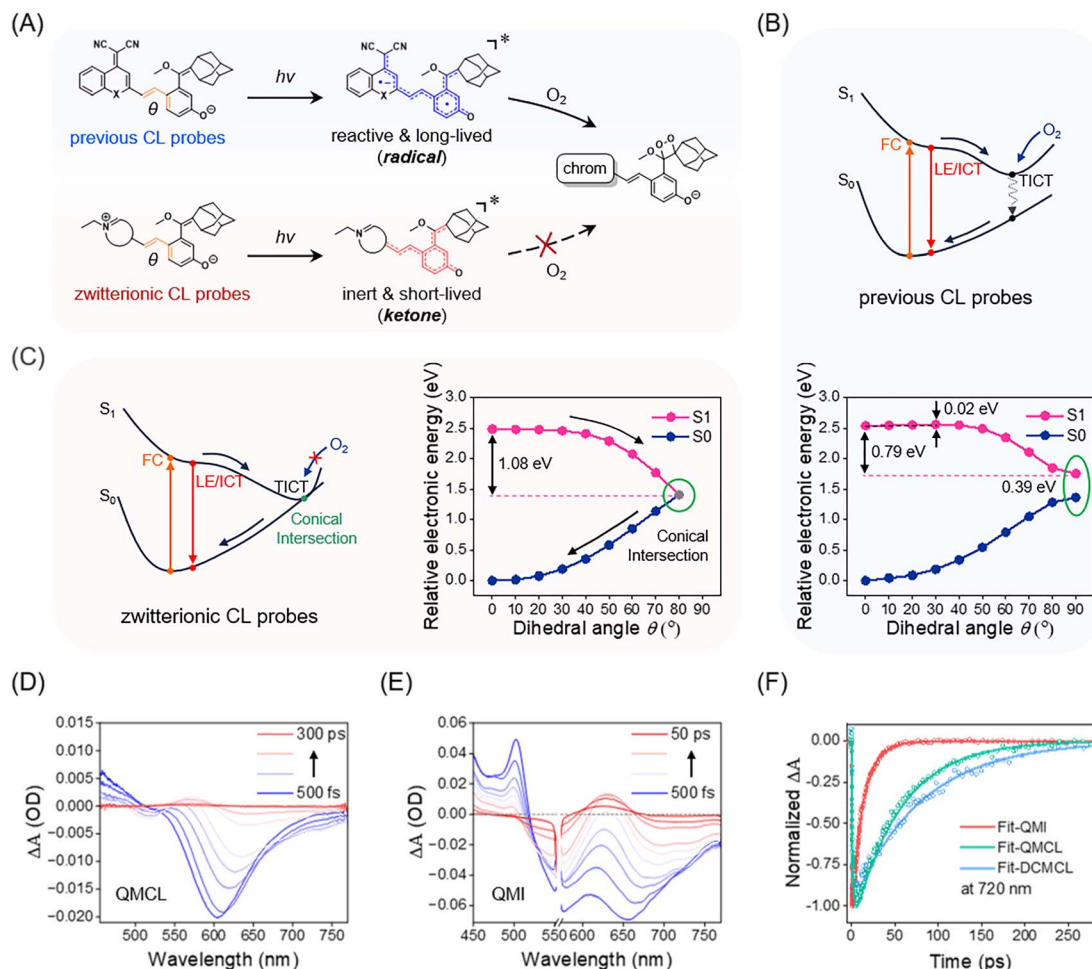 (A)
NC CN
X
θ
O⊖
previous CL probes
hv
NC CN
¬*
X
O
O
reactive & long-lived
(radical)
O₂
N⊕
θ
O
O⊖
zwitterionic CL probes
hv
N
¬*
O
O
inert & short-lived
(ketone)
O₂
chrom
O-O
O
O⊖
(B)
S₁
S₀
FC
LE/ICT
TICT
O₂
previous CL probes
(C)
S₁
S₀
FC
LE/ICT
TICT
O₂
Conical
Intersection
zwitterionic CL probes
Relative electronic energy (eV)
3.0
2.5
2.0
1.5
1.0
0.5
0.0
S1
S0
1.08 eV
Conical
Intersection
0 10 20 30 40 50 60 70 80 90
Dihedral angle θ (°)
Relative electronic energy (eV)
3.0
2.5
2.0
1.5
1.0
0.5
0.0
0.02 eV
S1
S0
0.79 eV
0.39 eV
0 10 20 30 40 50 60 70 80 90
Dihedral angle θ (°)
(D)
ΔA (OD)
0.015
0.010
0.005
0.000
−0.005
−0.010
−0.015
−0.020
300 ps
500 fs
QMCL
500 550 600 650 700 750
Wavelength (nm)
(E)
ΔA (OD)
0.06
0.04
0.02
0.00
−0.02
−0.04
−0.06
50 ps
500 fs
QMI
450 500 550 600 650 700 750
Wavelength (nm)
(F)
Normalized ΔA
0.00
-0.25
-0.50
-0.75
-1.00
Fit-QMI
Fit-QMCL
Fit-DCMCL
at 720 nm
0 50 100 150 200 250
Time (ps)